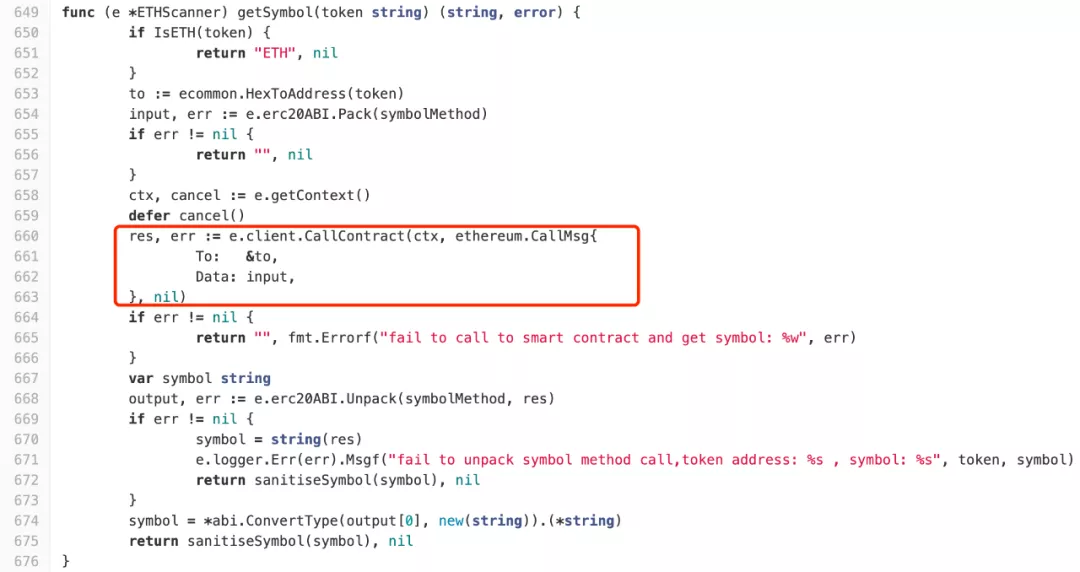 649 func (e *ETHScanner) getSymbol(token string) (string, error) {
650 if IsETH(token) {
651 return "ETH", nil
652 }
653 to := ecommon.HexToAddress(token)
654 input, err := e.erc20ABI.Pack(symbolMethod)
655 if err != nil {
656 return "", nil
657 }
658 ctx, cancel := e.getContext()
659 defer cancel()
660 res, err := e.client.CallContract(ctx, ethereum.CallMsg{
661 To: &to,
662 Data: input,
663 }, nil)
664 if err != nil {
665 return "", fmt.Errorf("fail to call to smart contract and get symbol: %w", err)
666 }
667 var symbol string
668 output, err := e.erc20ABI.Unpack(symbolMethod, res)
669 if err != nil {
670 symbol = string(res)
671 e.logger.Err(err).Msgf("fail to unpack symbol method call,token address: %s , symbol: %s", token, symbol)
672 return sanitiseSymbol(symbol), nil
673 }
674 symbol = *abi.ConvertType(output[0], new(string)).(*string)
675 return sanitiseSymbol(symbol), nil
676 }